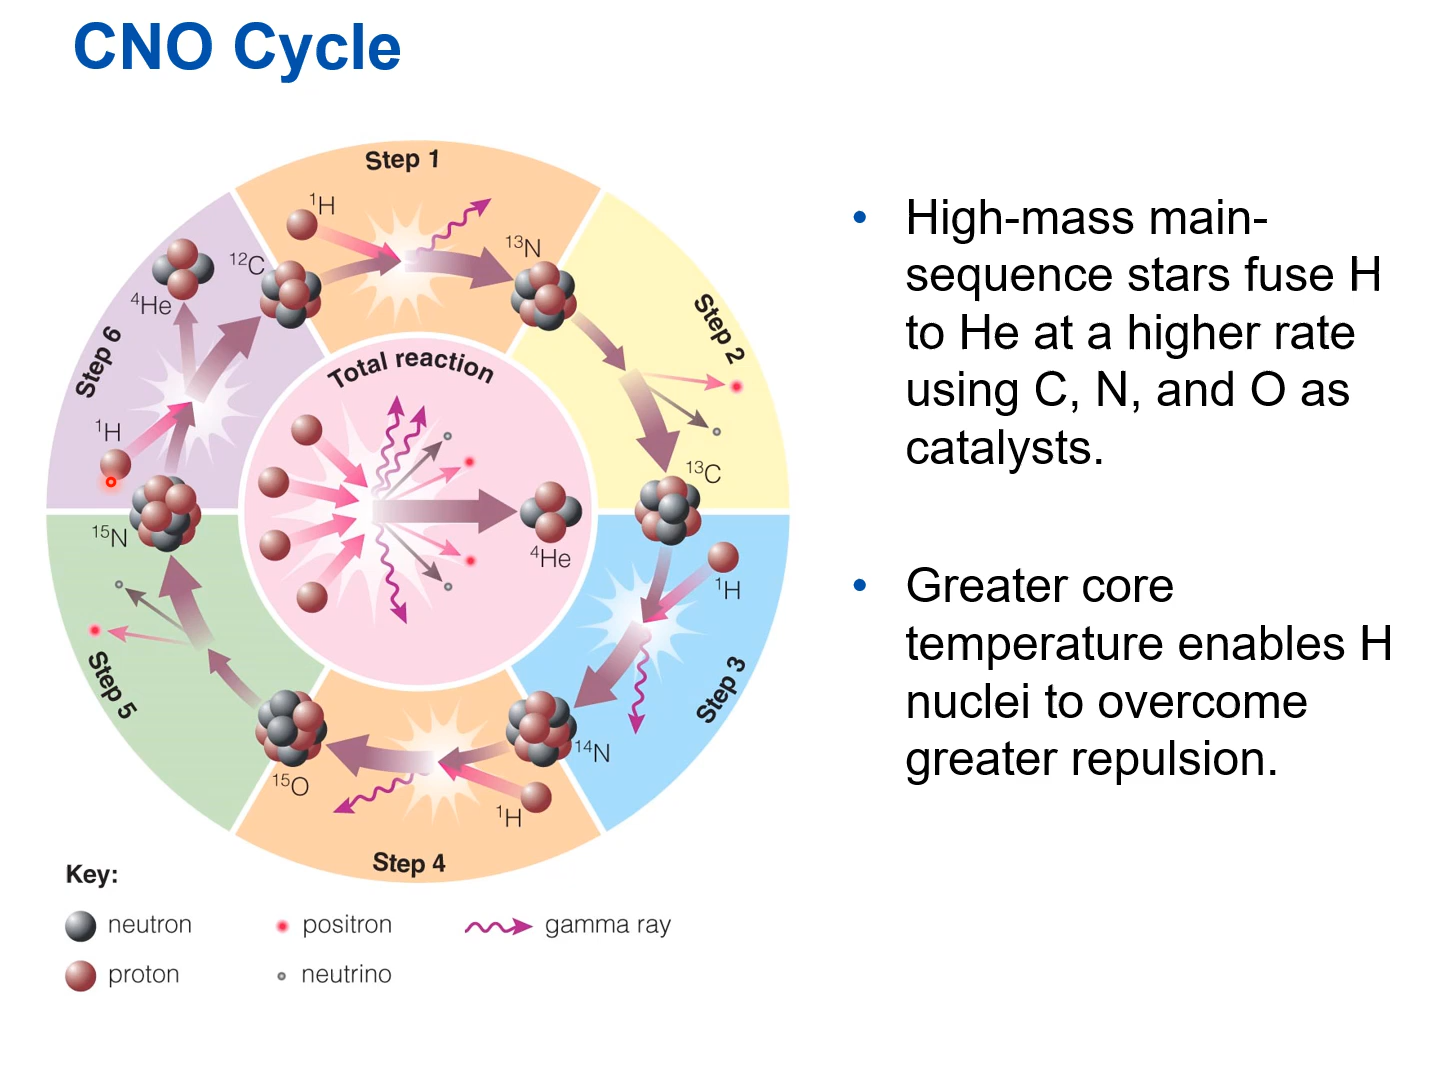 CNO Cycle
Step 1
¹H
¹³N
¹²C
⁴He
Step 6
Step 2
Total reaction
¹H
¹³C
⁴He
¹⁵N
¹H
Step 5
Step 3
¹⁴N
¹⁵O
¹H
Step 4
Key:
neutron
positron
gamma ray
proton
neutrino
• High-mass main-
sequence stars fuse H
to He at a higher rate
using C, N, and O as
catalysts.
• Greater core
temperature enables H
nuclei to overcome
greater repulsion.